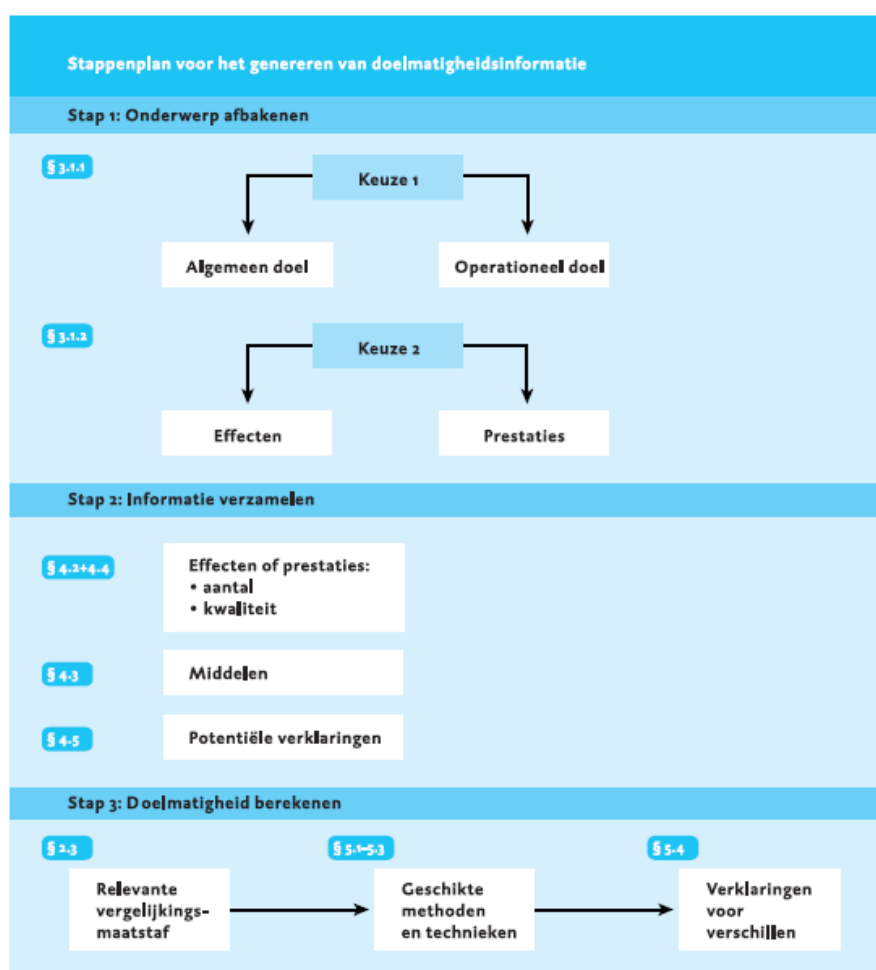 Stappenplan voor het genereren van doelmatigheidsinformatie
Stap 1: Onderwerp afbakenen
§ 3.1.1
Keuze 1
Algemeen doel
Operationeel doel
§ 3.1.2
Keuze 2
Effecten
Prestaties
Stap 2: Informatie verzamelen
§ 4.2+4.4
Effecten of prestaties:
• aantal
• kwaliteit
§ 4.3
Middelen
§ 4.5
Potentiële verklaringen
Stap 3: Doelmatigheid berekenen
§ 2.3
Relevante
vergelijkings-
maatstaf
§ 5.1–5.3
Geschikte
methoden
en technieken
§ 5.4
Verklaringen
voor
verschillen